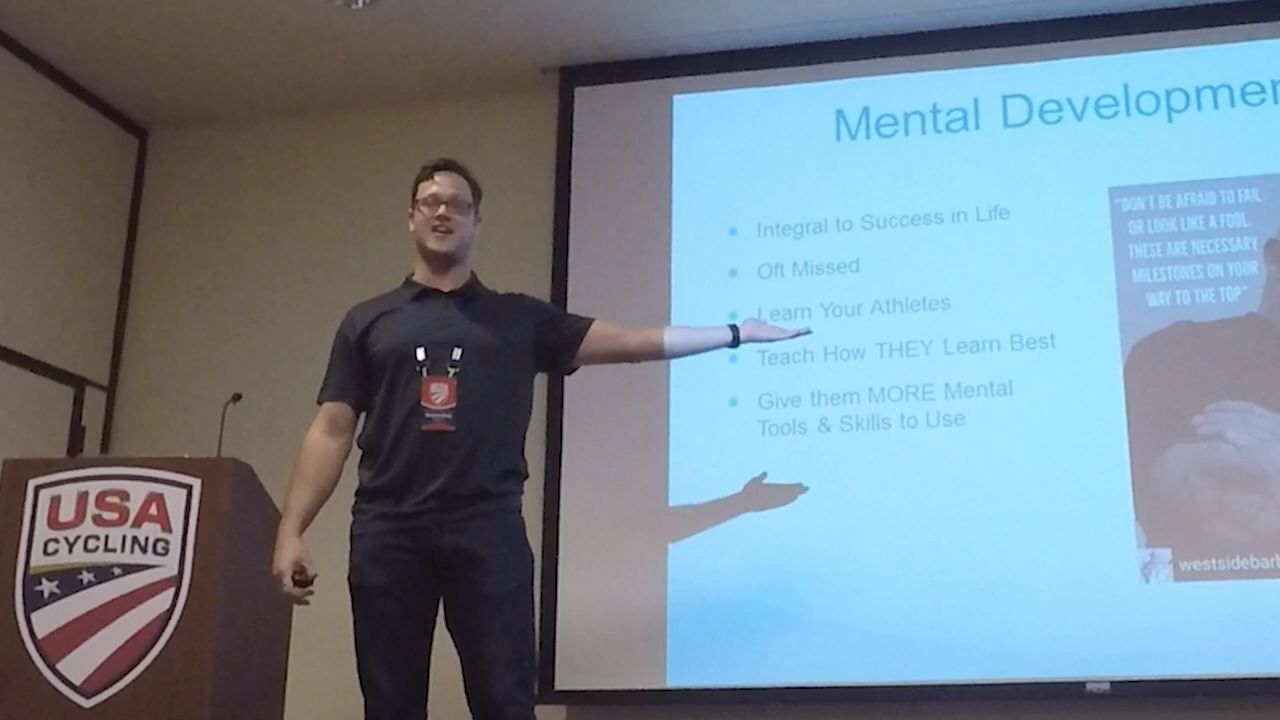 USA
CYCLING
Mental Developmen
Integral to Success in Life
Oft Missed
Learn Your Athletes
Teach How THEY Learn Best
Give them MORE Mental
Tools & Skills to Use
"DON'T BE AFRAID TO FAIL
OR LOOK LIKE A FOOL.
THESE ARE NECESSARY
MILESTONES ON YOUR
WAY TO THE TOP"
westsidebarb